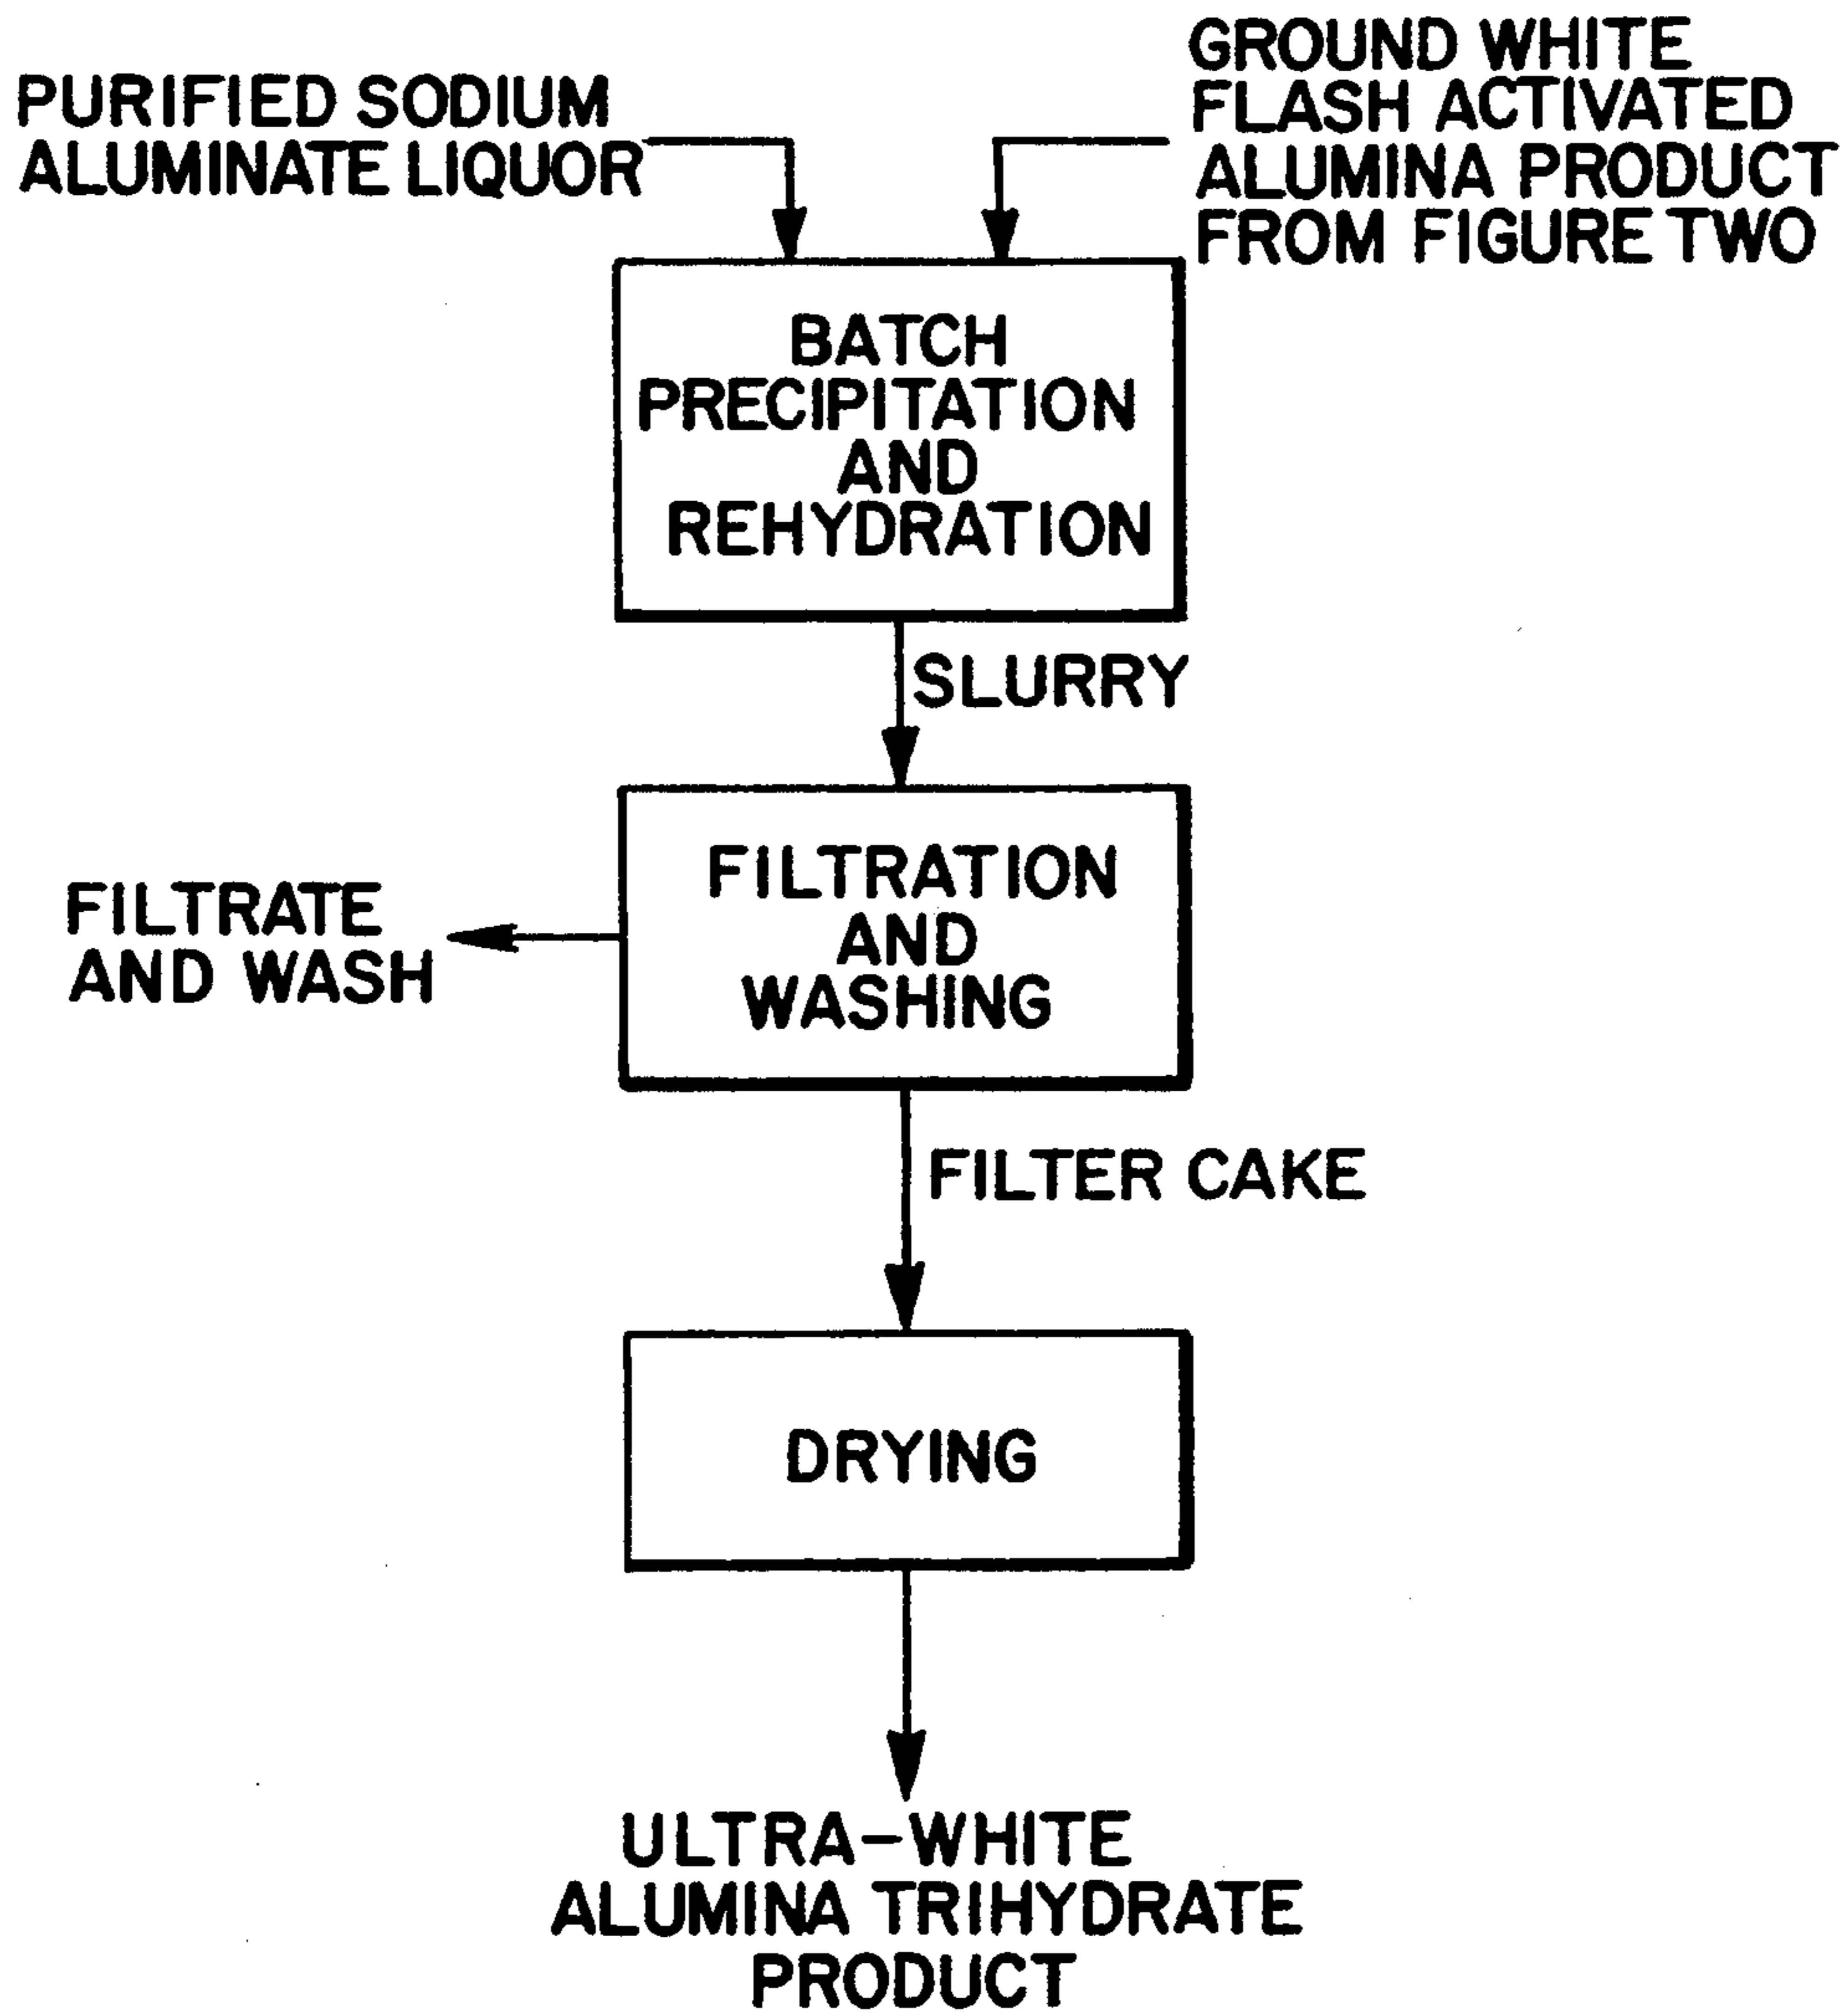 PURIFIED SODIUM
ALUMINATE LIQUOR
GROUND WHITE
FLASH ACTIVATED
ALUMINA PRODUCT
FROM FIGURE TWO
BATCH
PRECIPITATION
AND
REHYDRATION
SLURRY
FILTRATION
AND
WASHING
FILTRATE
AND WASH
FILTER CAKE
DRYING
ULTRA-WHITE
ALUMINA TRIHYDRATE
PRODUCT